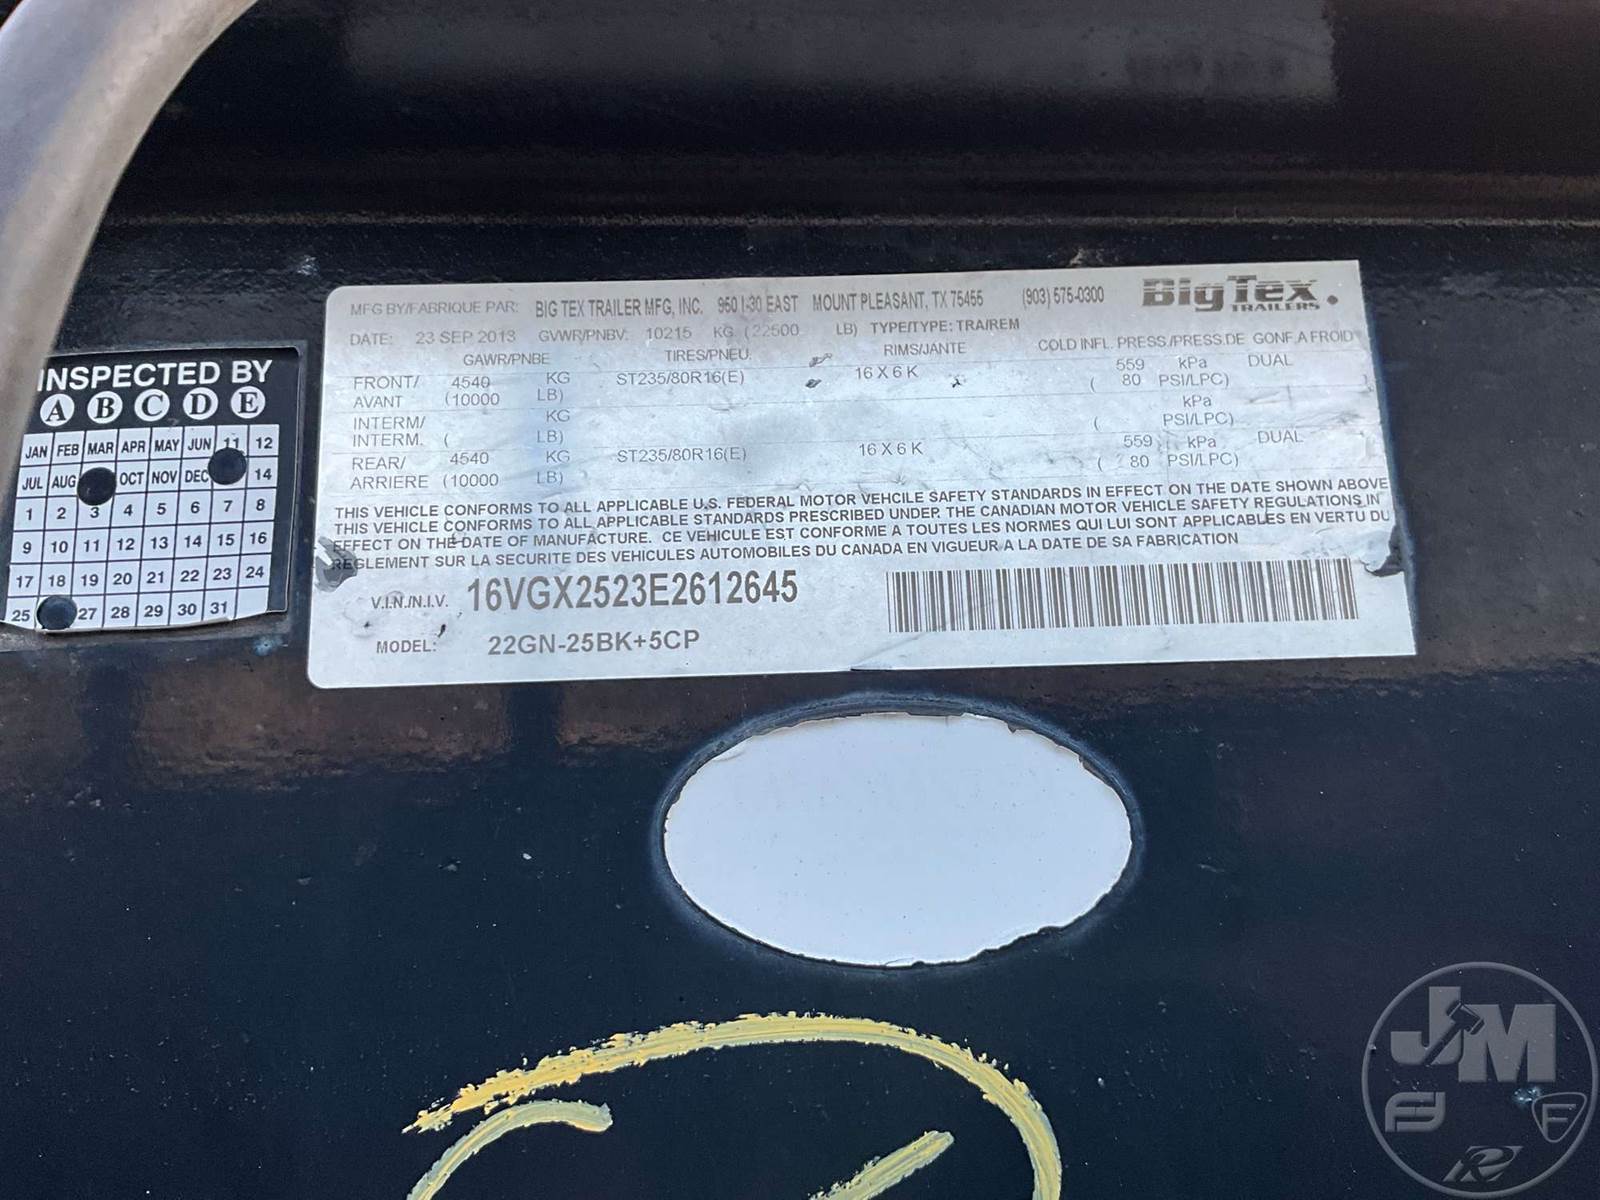 MFG BY/FABRIQUE PAR: BIG TEX TRAILER MFG, INC. 950 I-30 EAST MOUNT PLEASANT, TX 75455 (903) 575-0300 BigTex
TRAILERS
DATE: 23 SEP 2013 GVWR/PNBV: 10215 KG (22500 LB) TYPE/TYPE: TRA/REM
GAWR/PNBE TIRES/PNEU. RIMS/JANTE COLD INFL. PRESS./PRESS.DE GONF.A FROID
FRONT/ 4540 KG ST235/80R16(E) 16 X 6 K 559 kPa DUAL
AVANT (10000 LB) ( 80 PSI/LPC)
INTERM/ KG kPa
INTERM. ( LB) ( PSI/LPC)
REAR/ 4540 KG ST235/80R16(E) 16 X 6 K 559 kPa DUAL
ARRIERE (10000 LB) ( 80 PSI/LPC)
THIS VEHICLE CONFORMS TO ALL APPLICABLE U.S. FEDERAL MOTOR VEHCILE SAFETY STANDARDS IN EFFECT ON THE DATE SHOWN ABOVE
THIS VEHICLE CONFORMS TO ALL APPLICABLE STANDARDS PRESCRIBED UNDER THE CANADIAN MOTOR VEHICLE SAFETY REGULATIONS IN
EFFECT ON THE DATE OF MANUFACTURE. CE VEHICULE EST CONFORME A TOUTES LES NORMES QUI LUI SONT APPLICABLES EN VERTU DU
REGLEMENT SUR LA SECURITE DES VEHICULES AUTOMOBILES DU CANADA EN VIGUEUR A LA DATE DE SA FABRICATION
V.I.N./N.I.V. 16VGX2523E2612645
MODEL: 22GN-25BK+5CP
INSPECTED BY
A B C D E
JAN FEB MAR APR MAY JUN 11 12
JUL AUG OCT NOV DEC 14
1 2 3 4 5 6 7 8
9 10 11 12 13 14 15 16
17 18 19 20 21 22 23 24
25 27 28 29 30 31
JM